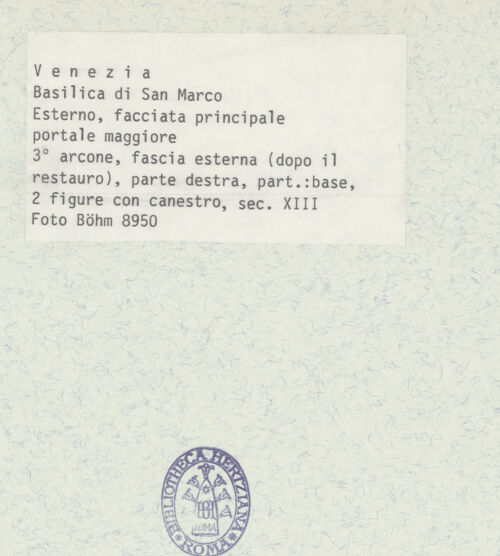 V e n e z i a
Basilica di San Marco
Esterno, facciata principale
portale maggiore
3° arcone, fascia esterna (dopo il
restauro), parte destra, part.:base,
2 figure con canestro, sec. XIII
Foto Böhm 8950
BIBLIOTHECA HERTZIANA
ROMA
* ROMA *